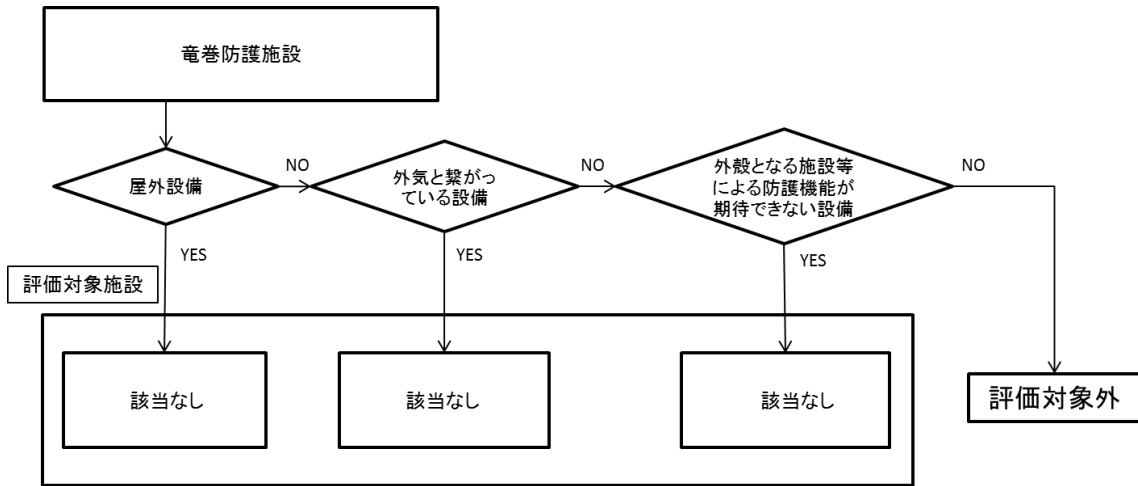 竜巻防護施設
屋外設備
NO
外気と繋がっ
ている設備
NO
外殻となる施設等
による防護機能が
期待できない設備
NO
YES
YES
YES
評価対象施設
該当なし
該当なし
該当なし
評価対象外